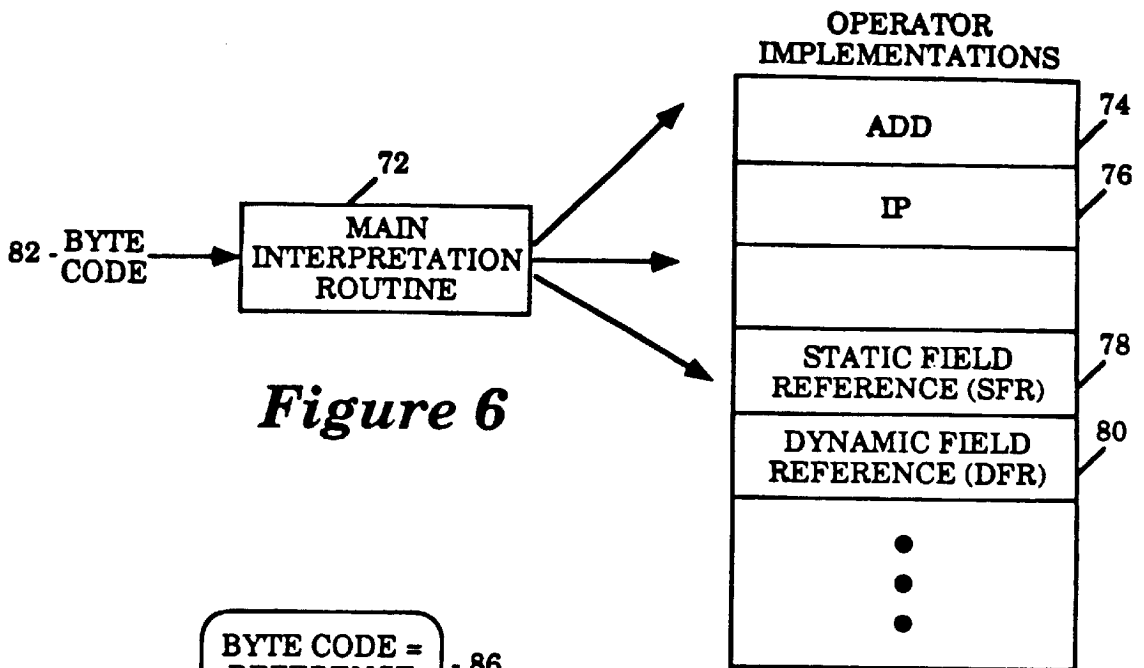 OPERATOR
IMPLEMENTATIONS
ADD
74
IP
76
72
MAIN
INTERPRETATION
ROUTINE
82 - BYTE
CODE
STATIC FIELD
REFERENCE (SFR)
78
DYNAMIC FIELD
REFERENCE (DFR)
80
Figure 6
BYTE CODE =
- 86